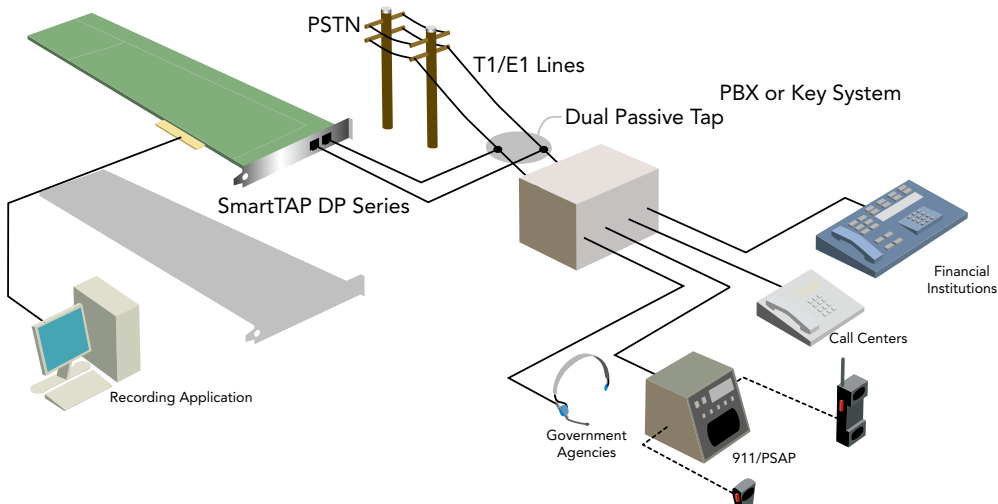 PSTN
T1/E1 Lines
PBX or Key System
Dual Passive Tap
SmartTAP DP Series
Financial
Institutions
Call Centers
Recording Application
Government
Agencies
911/PSAP